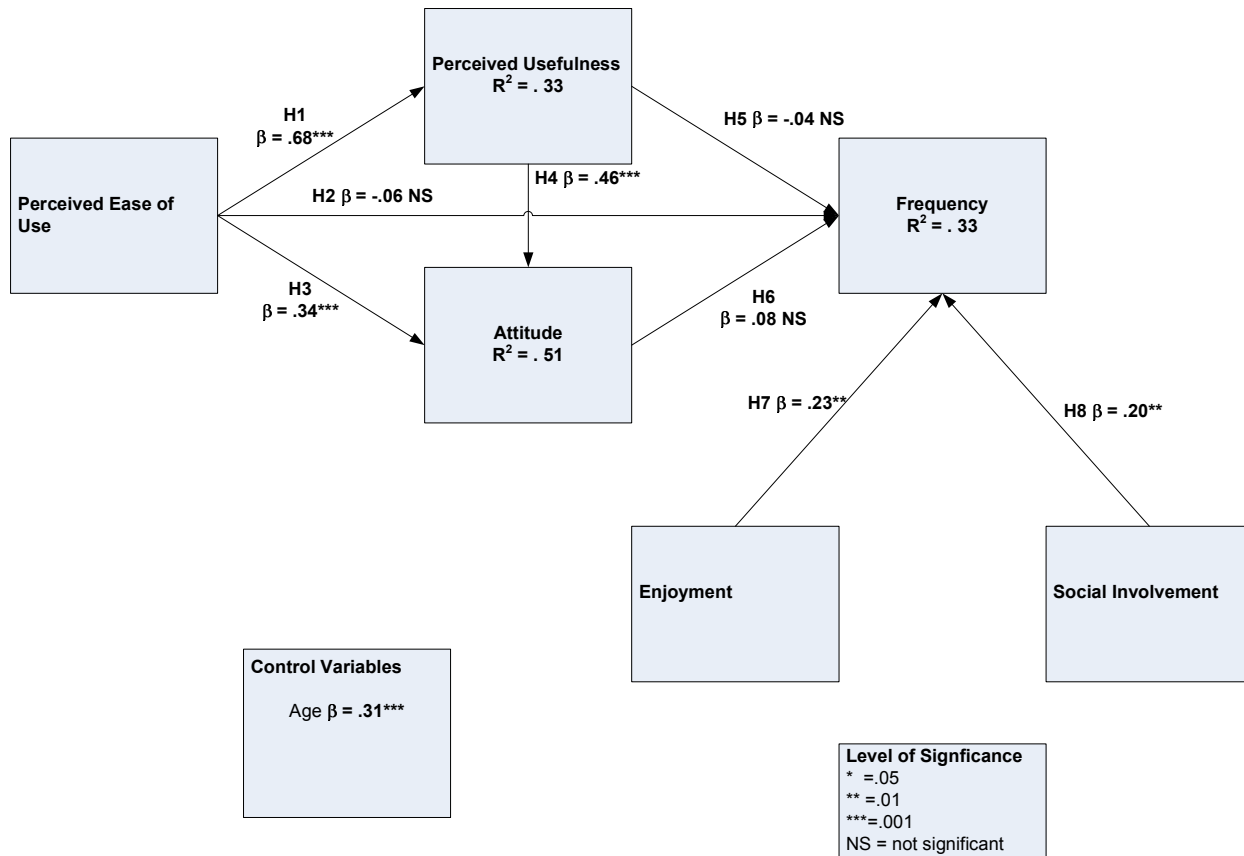 Perceived Usefulness
R² = . 33
H1
β = .68***
H5 β = -.04 NS
H4 β = .46***
Perceived Ease of
Use
H2 β = -.06 NS
Frequency
R² = . 33
H3
β = .34***
H6
β = .08 NS
Attitude
R² = . 51
H7 β = .23**
H8 β = .20**
Enjoyment
Social Involvement
Control Variables
Age β = .31***
Level of Signficance
* =.05
** =.01
***=.001
NS = not significant